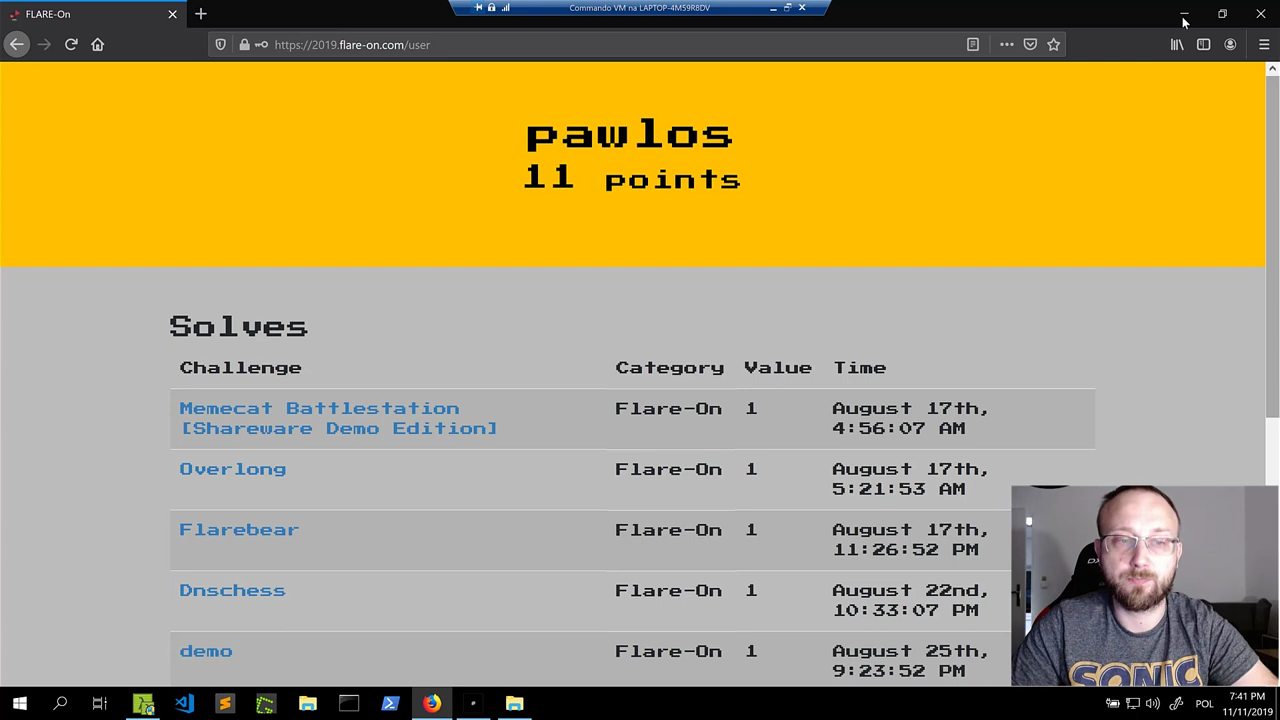 FLARE-On
Commando VM na LAPTOP-4M59R8DV
https://2019.flare-on.com/user
pawlos
11 points
Solves
Challenge Category Value Time
Memecat Battlestation [Shareware Demo Edition] Flare-On 1 August 17th, 4:56:07 AM
Overlong Flare-On 1 August 17th, 5:21:53 AM
Flarebear Flare-On 1 August 17th, 11:26:52 PM
Dnschess Flare-On 1 August 22nd, 10:33:07 PM
demo Flare-On 1 August 25th, 9:23:52 PM
DX
SONIC
POL
7:41 PM
11/11/2019